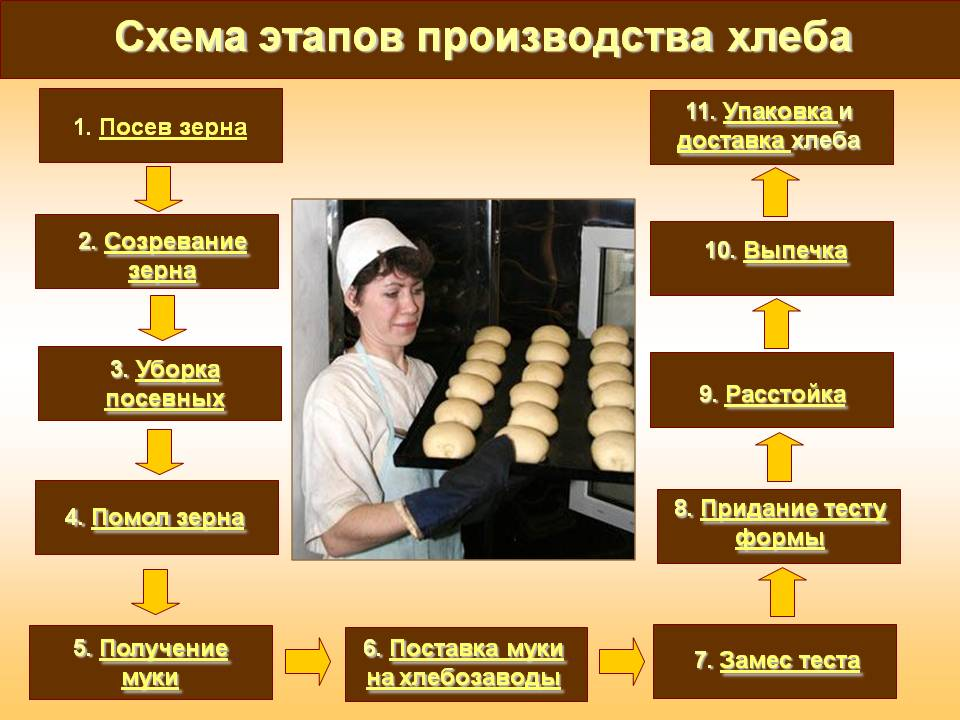 Схема этапов производства хлеба
1. Посев зерна
2. Созревание
зерна
3. Уборка
посевных
4. Помол зерна
5. Получение
муки
6. Поставка муки
на хлебозаводы
7. Замес теста
8. Придание тесту
формы
9. Расстойка
10. Выпечка
11. Упаковка и
доставка хлеба